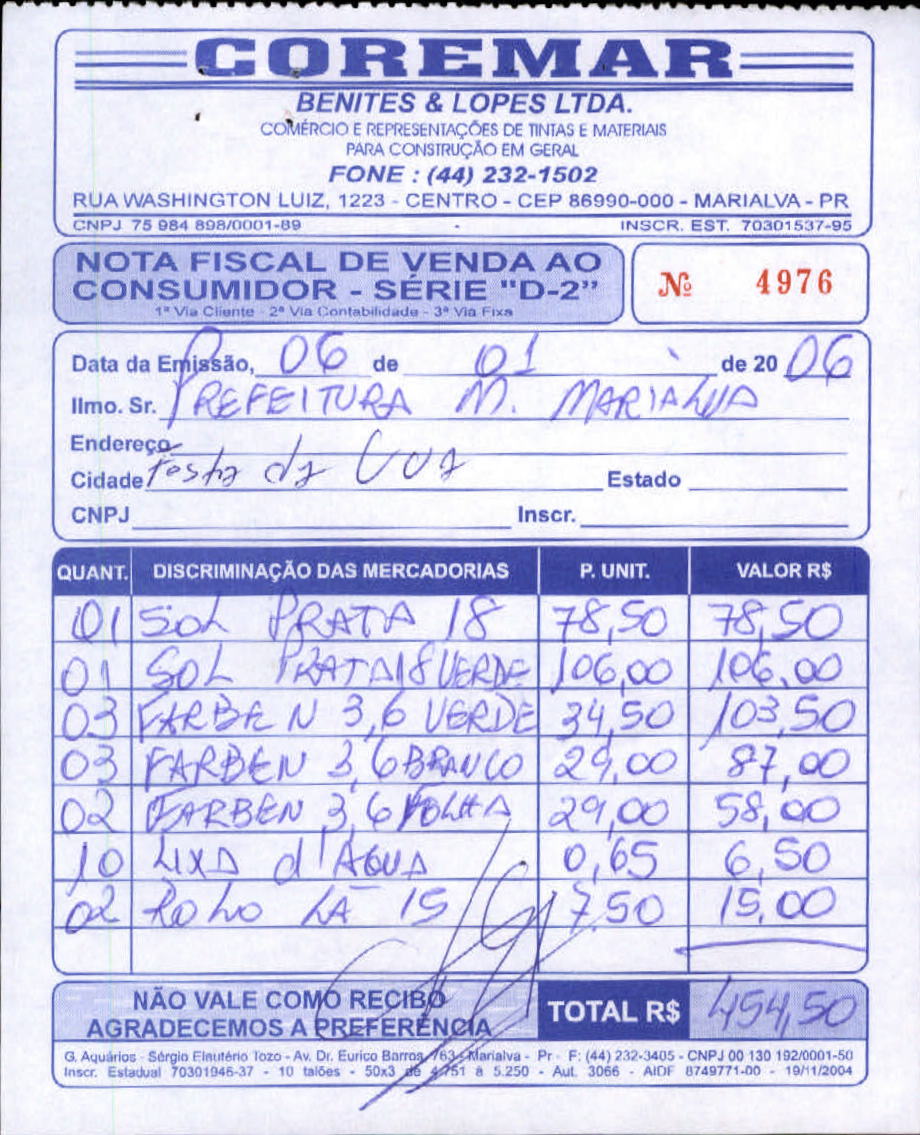 COREMAR
BENITES & LOPES LTDA.
COMÉRCIO E REPRESENTAÇÕES DE TINTAS E MATERIAIS
PARA CONSTRUÇÃO EM GERAL
FONE : (44) 232-1502
RUA WASHINGTON LUIZ, 1223 - CENTRO - CEP 86990-000 - MARIALVA - PR
CNPJ 75 984 898/0001-89 INSCR. EST. 70301537-95
NOTA FISCAL DE VENDA AO
CONSUMIDOR - SÉRIE "D-2"
1ª Via Cliente - 2ª Via Contabilidade - 3ª Via Fixa
Nº 4976
Data da Emissão, 06 de 01 de 2006
Ilmo. Sr. PREFEITURA M. MARIALVA
Endereço
Cidade da Estado
CNPJ Inscr.
QUANT. DISCRIMINAÇÃO DAS MERCADORIAS P. UNIT. VALOR R$
01 SOL PRATA 18 78,50 78,50
01 SOL PRATA 18 VERDE 106,00 106,00
03 FARBEN 3,6 VERDE 34,50 103,50
03 FARBEN 3,6 BRANCO 29,00 87,00
02 FARBEN 3,6 FOLHA 29,00 58,00
10 LIXA d'AGUA 0,65 6,50
02 Rolo LA 15 7,50 15,00
NÃO VALE COMO RECIBO
AGRADECEMOS A PREFERÊNCIA
TOTAL R$ 454,50
G. Aquários - Sérgio Elautério Tozo - Av. Dr. Eurico Barros, 763 - Marialva - Pr - F: (44) 232-3405 - CNPJ 00 130 192/0001-50
Inscr. Estadual 70301946-37 - 10 talões - 50x3 de 4.751 à 5.250 - Aut. 3066 - AIDF 8749771-00 - 19/11/2004